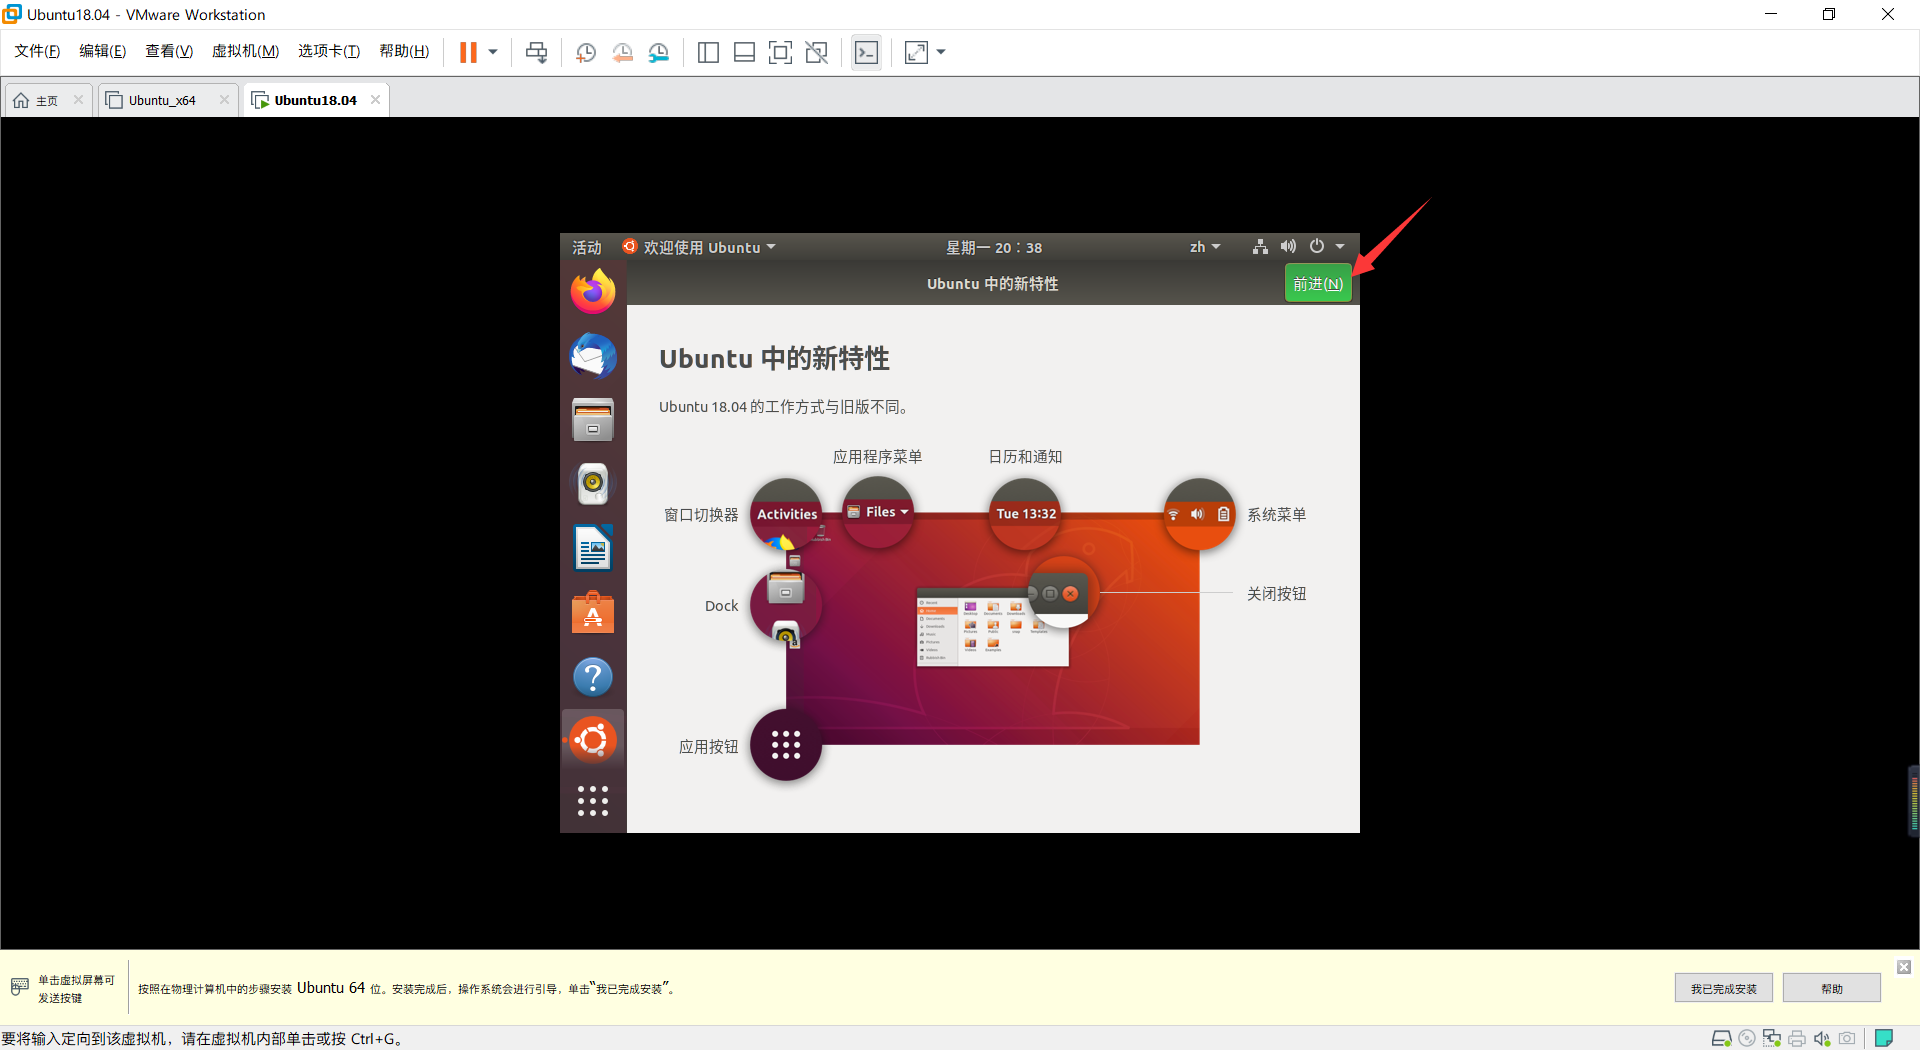 Ubuntu18.04 - VMware Workstation
文件(F) 编辑(E) 查看(V) 虚拟机(M) 选项卡(T) 帮助(H)
主页 Ubuntu_x64 Ubuntu18.04
活动 欢迎使用 Ubuntu 星期一 20：38 zh
Ubuntu 中的新特性 前进(N)
Ubuntu 中的新特性
Ubuntu 18.04 的工作方式与旧版不同。
应用程序菜单 日历和通知
窗口切换器 Activities Files Tue 13:32 系统菜单
Dock 关闭按钮
应用按钮
单击虚拟屏幕可
发送按键
按照在物理计算机中的步骤安装 Ubuntu 64 位。安装完成后，操作系统会进行引导，单击“我已完成安装”。
我已完成安装 帮助
要将输入定向到该虚拟机，请在虚拟机内部单击或按 Ctrl+G。